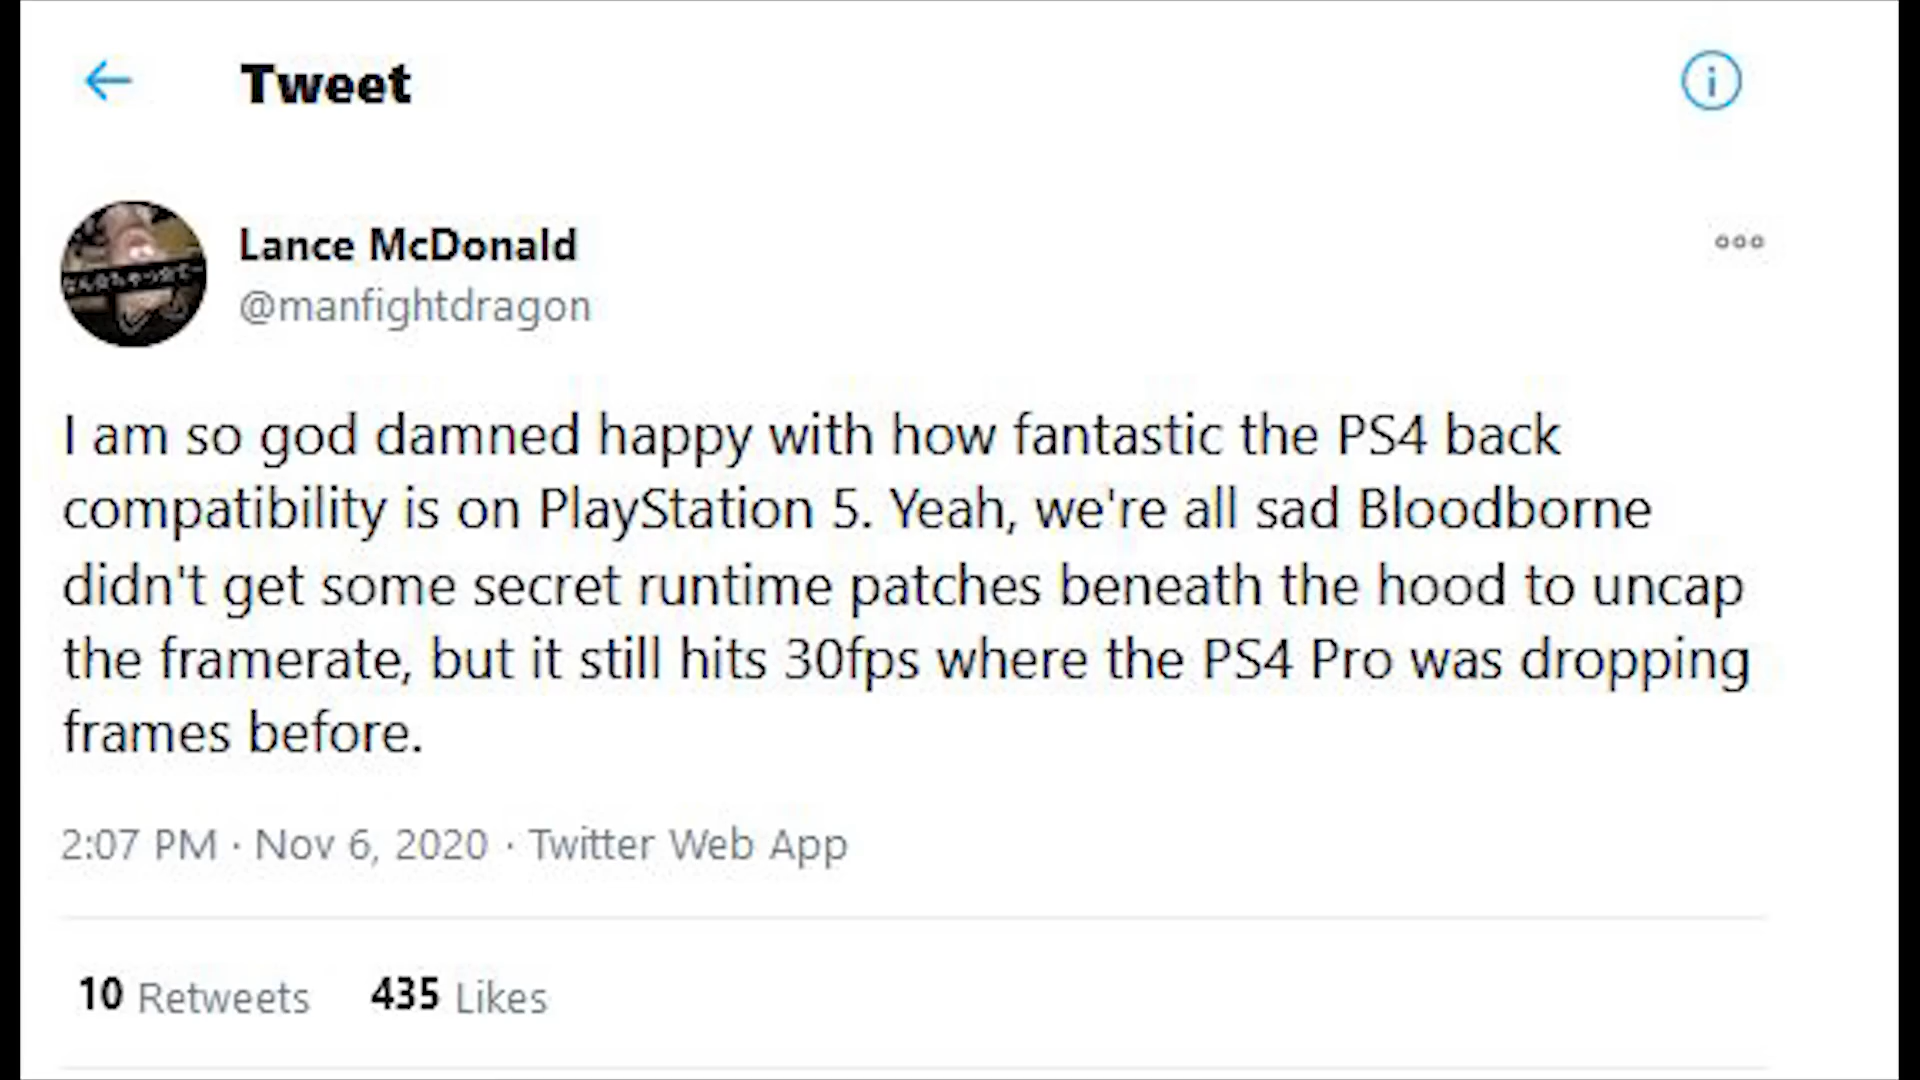 Tweet
Lance McDonald
@manfightdragon
I am so god damned happy with how fantastic the PS4 back
compatibility is on PlayStation 5. Yeah, we're all sad Bloodborne
didn't get some secret runtime patches beneath the hood to uncap
the framerate, but it still hits 30fps where the PS4 Pro was dropping
frames before.
2:07 PM · Nov 6, 2020 · Twitter Web App
10 Retweets 435 Likes